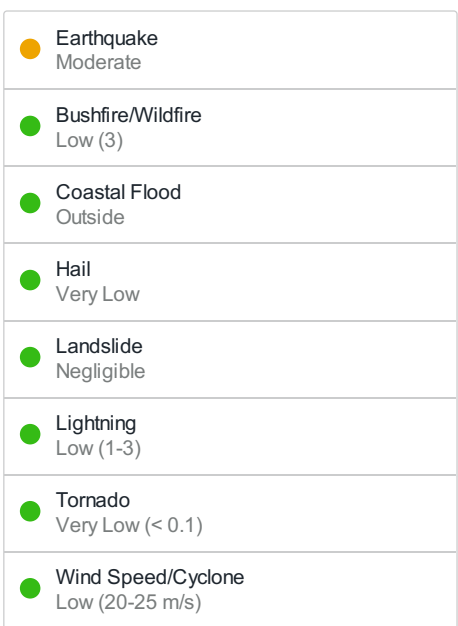 Earthquake
Moderate
Bushfire/Wildfire
Low (3)
Coastal Flood
Outside
Hail
Very Low
Landslide
Negligible
Lightning
Low (1-3)
Tornado
Very Low (< 0.1)
Wind Speed/Cyclone
Low (20-25 m/s)